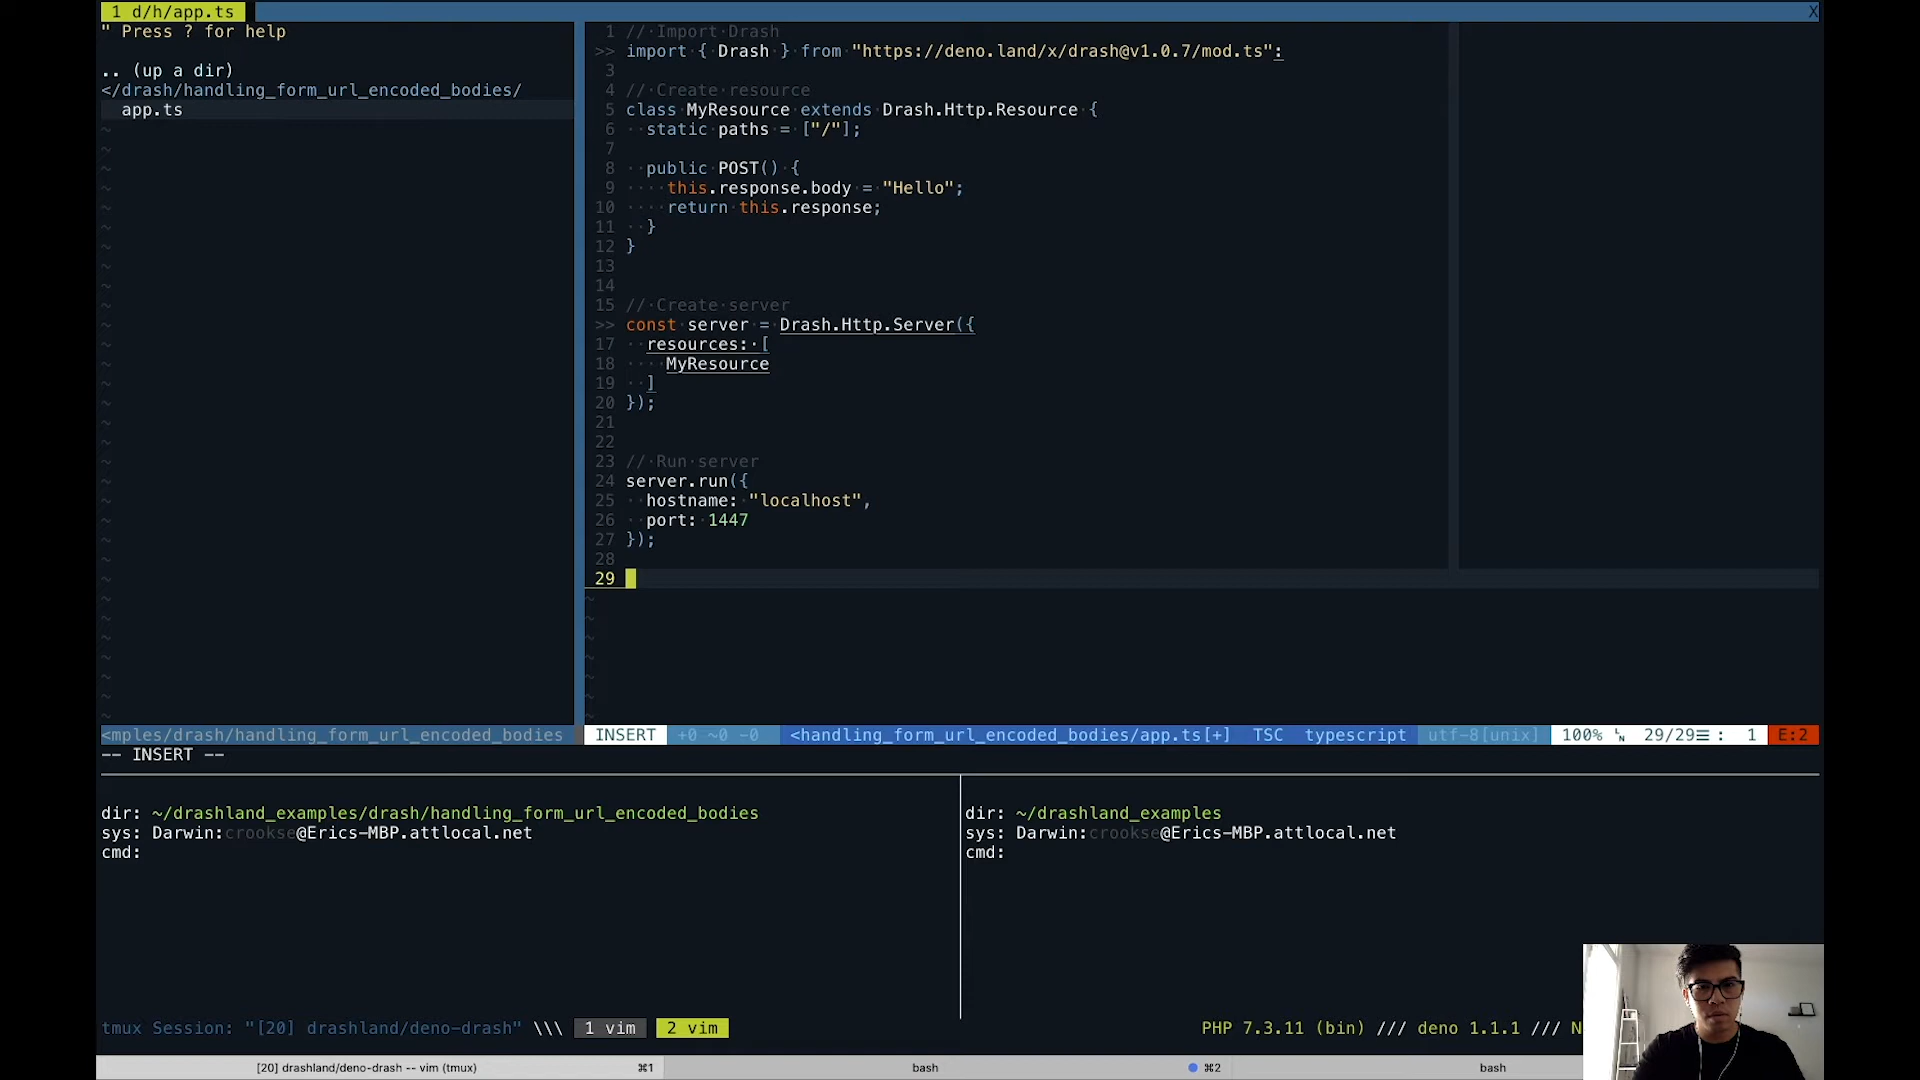 1 d/h/app.ts X
" Press ? for help
.. (up a dir)
</drash/handling_form_url_encoded_bodies/
app.ts
1 // Import Drash
>> import { Drash } from "https://deno.land/x/drash@v1.0.7/mod.ts":
3
4 // Create resource
5 class MyResource extends Drash.Http.Resource {
6 static paths = ["/"];
7
8 public POST() {
9 this.response.body = "Hello";
10 return this.response;
11 }
12 }
13
14
15 // Create server
>> const server = Drash.Http.Server({
17 resources: [
18 MyResource
19 ]
20 });
21
22
23 // Run server
24 server.run({
25 hostname: "localhost",
26 port: 1447
27 });
28
29
<mples/drash/handling_form_url_encoded_bodies INSERT +0 ~0 -0 <handling_form_url_encoded_bodies/app.ts[+] TSC typescript utf-8[unix] 100% ␤ 29/29☰ : 1 E:2
-- INSERT --
dir: ~/drashland_examples/drash/handling_form_url_encoded_bodies
sys: Darwin:crookse@Erics-MBP.attlocal.net
cmd:
dir: ~/drashland_examples
sys: Darwin:crookse@Erics-MBP.attlocal.net
cmd:
tmux Session: "[20] drashland/deno-drash" \\\ 1 vim 2 vim PHP 7.3.11 (bin) /// deno 1.1.1 /// N
[20] drashland/deno-drash -- vim (tmux) ⌘1 bash ⌘2 bash